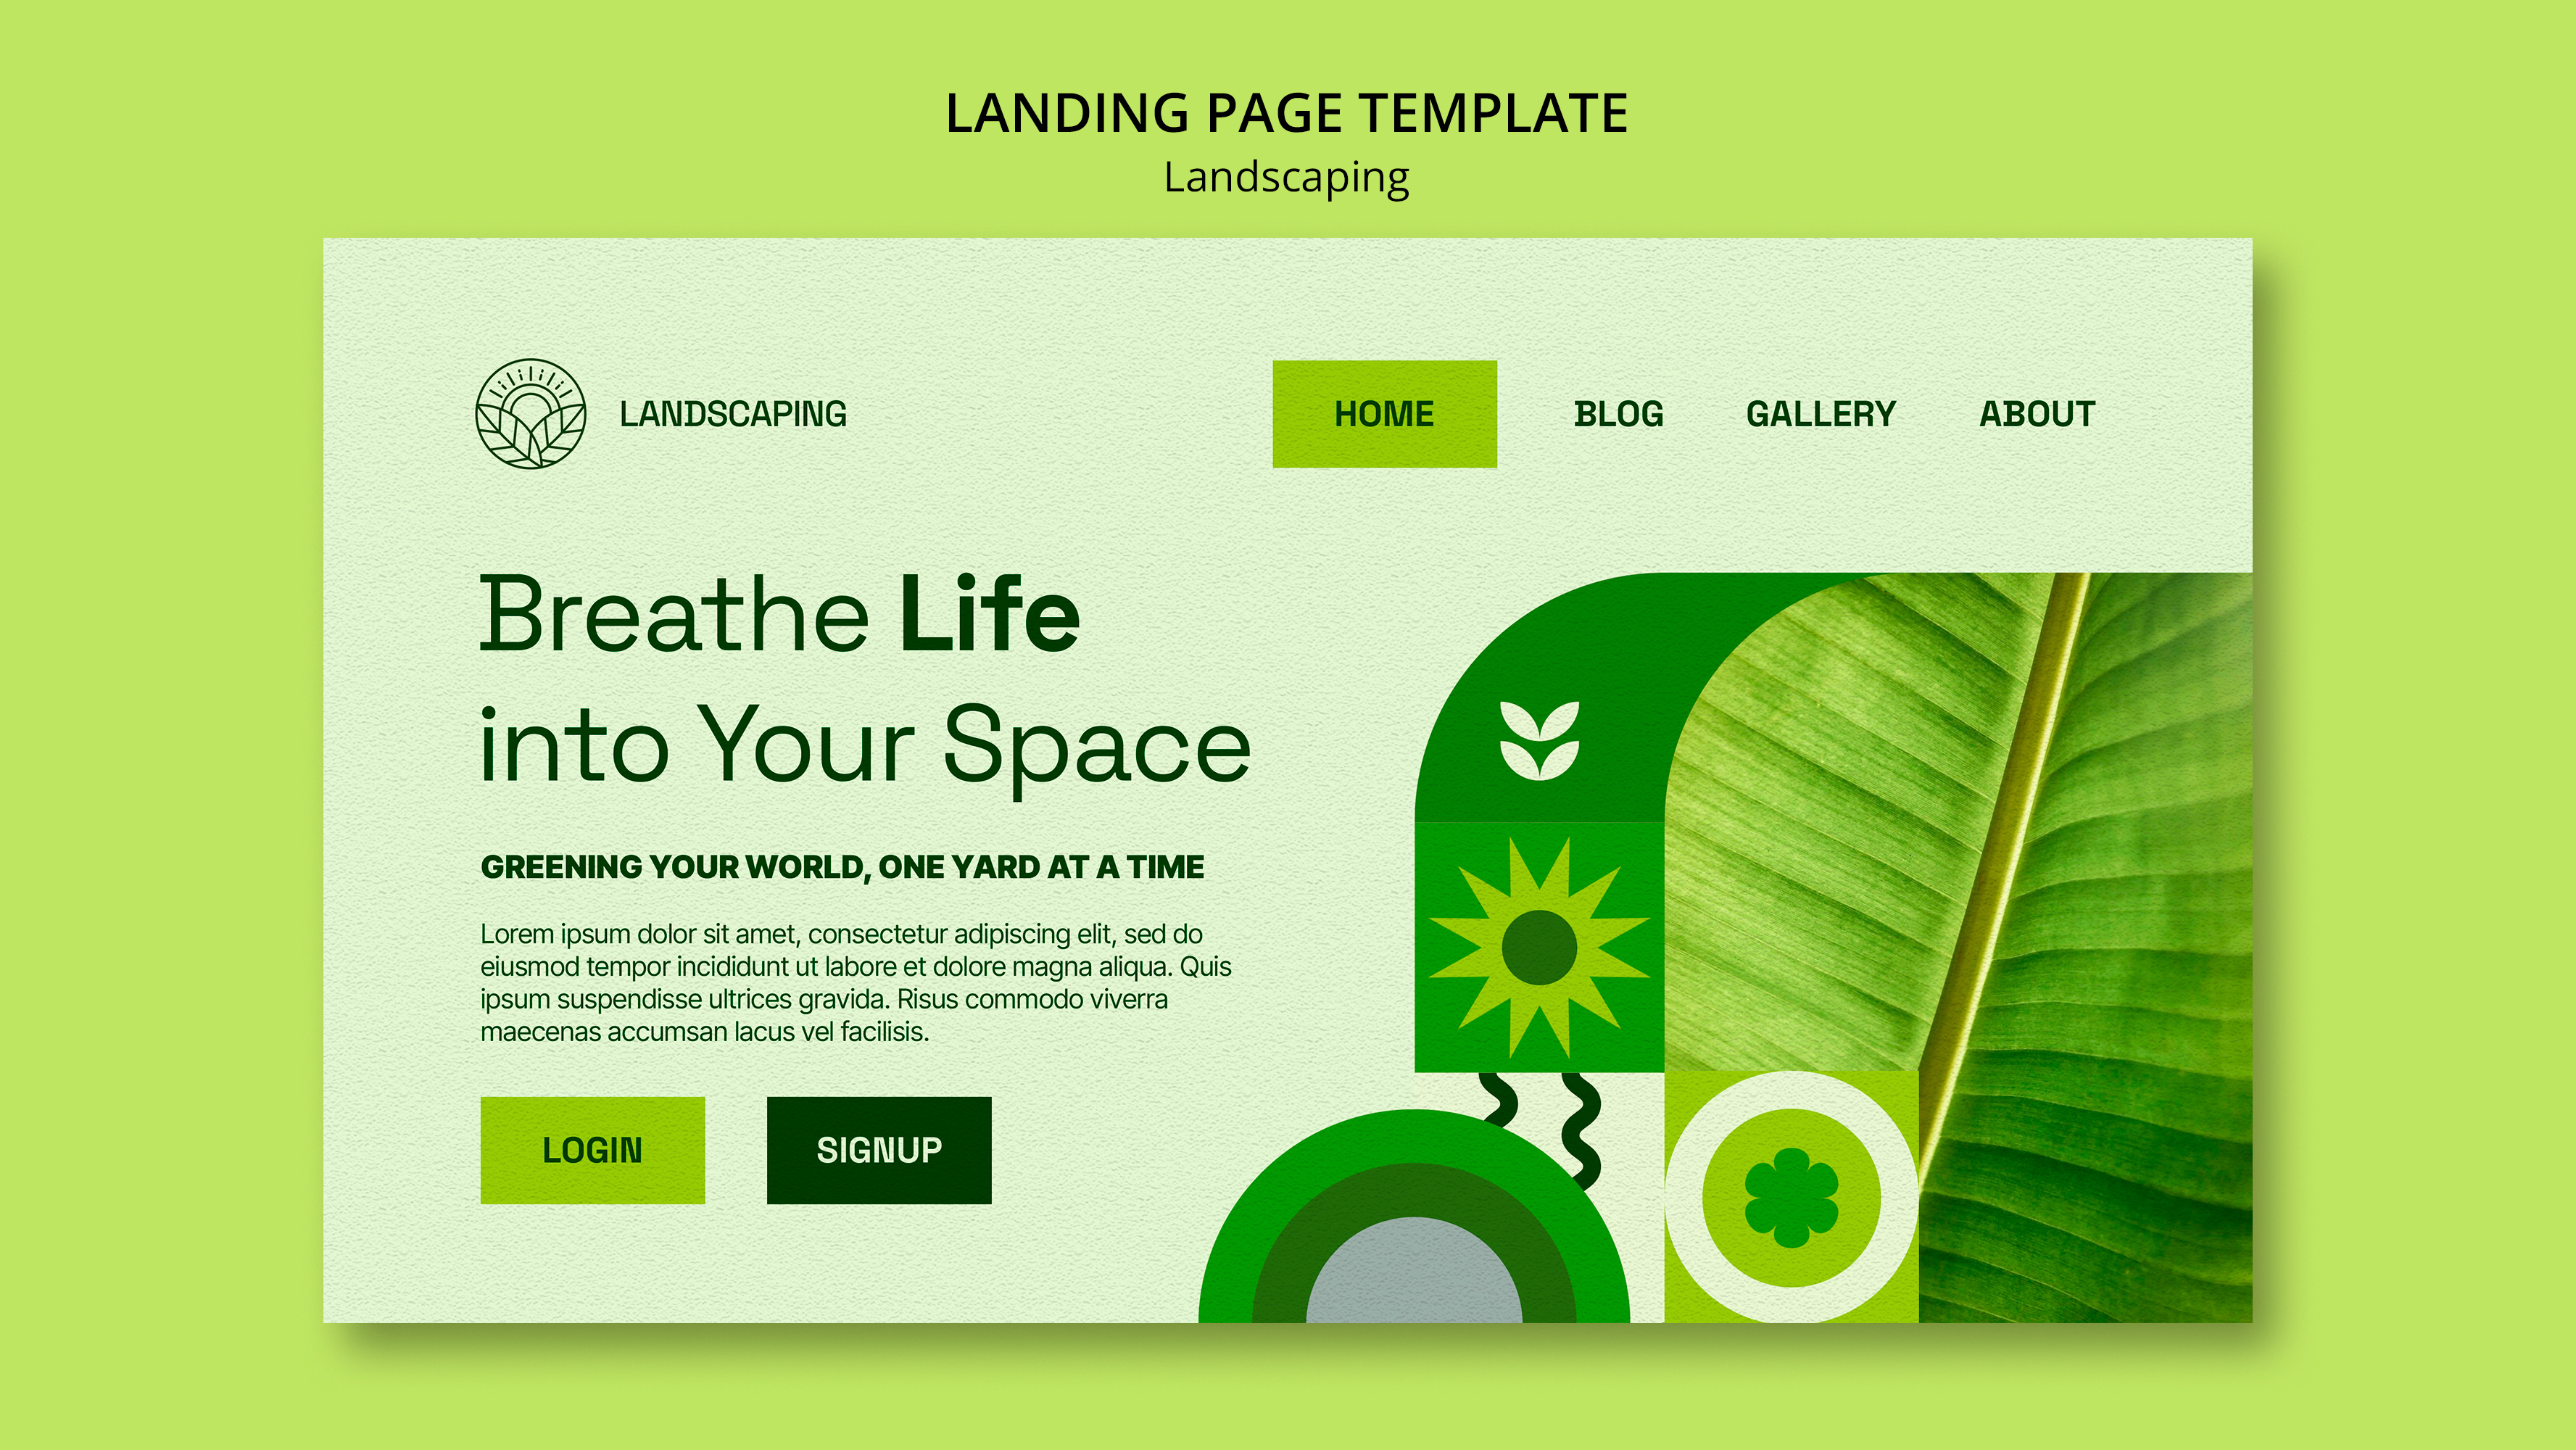 LANDING PAGE TEMPLATE
Landscaping
LANDSCAPING
HOME
BLOG
GALLERY
ABOUT
Breathe Life
into Your Space
GREENING YOUR WORLD, ONE YARD AT A TIME
Lorem ipsum dolor sit amet, consectetur adipiscing elit, sed do
eiusmod tempor incididunt ut labore et dolore magna aliqua. Quis
ipsum suspendisse ultrices gravida. Risus commodo viverra
maecenas accumsan lacus vel facilisis.
LOGIN
SIGNUP